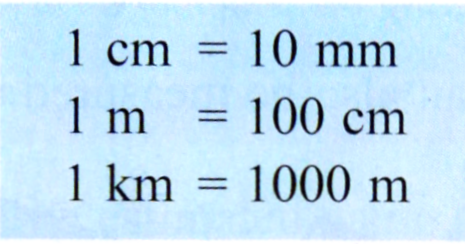 1 cm = 10 mm
1 m = 100 cm
1 km = 1000 m